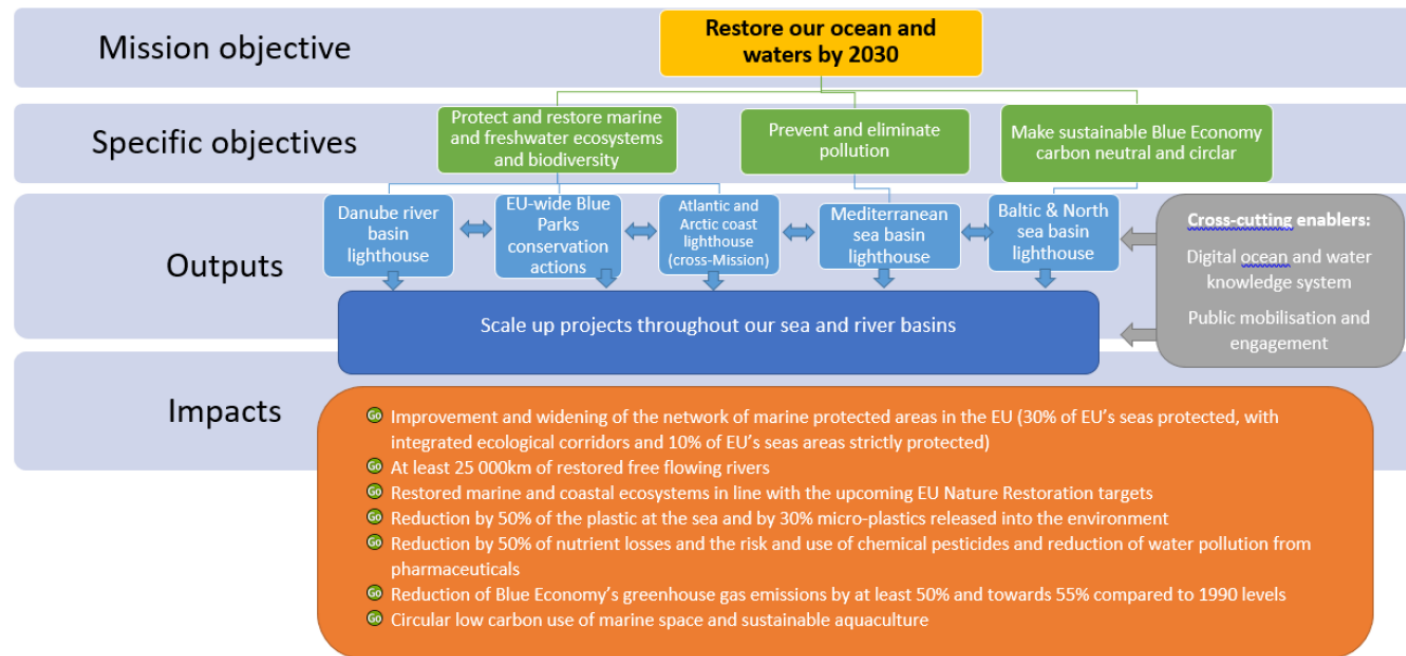 Mission objective
Restore our ocean and
waters by 2030
Specific objectives
Protect and restore marine
and freshwater ecosystems
and biodiversity
Prevent and eliminate
pollution
Make sustainable Blue Economy
carbon neutral and circlar
Outputs
Danube river
basin
lighthouse
EU-wide Blue
Parks
conservation
actions
Atlantic and
Arctic coast
lighthouse
(cross-Mission)
Mediterranean
sea basin
lighthouse
Baltic & North
sea basin
lighthouse
Cross-cutting enablers:
Digital ocean and water
knowledge system
Public mobilisation and
engagement
Scale up projects throughout our sea and river basins
Impacts
Go Improvement and widening of the network of marine protected areas in the EU (30% of EU's seas protected, with
integrated ecological corridors and 10% of EU's seas areas strictly protected)
Go At least 25 000km of restored free flowing rivers
Go Restored marine and coastal ecosystems in line with the upcoming EU Nature Restoration targets
Go Reduction by 50% of the plastic at the sea and by 30% micro-plastics released into the environment
Go Reduction by 50% of nutrient losses and the risk and use of chemical pesticides and reduction of water pollution from
pharmaceuticals
Go Reduction of Blue Economy's greenhouse gas emissions by at least 50% and towards 55% compared to 1990 levels
Go Circular low carbon use of marine space and sustainable aquaculture